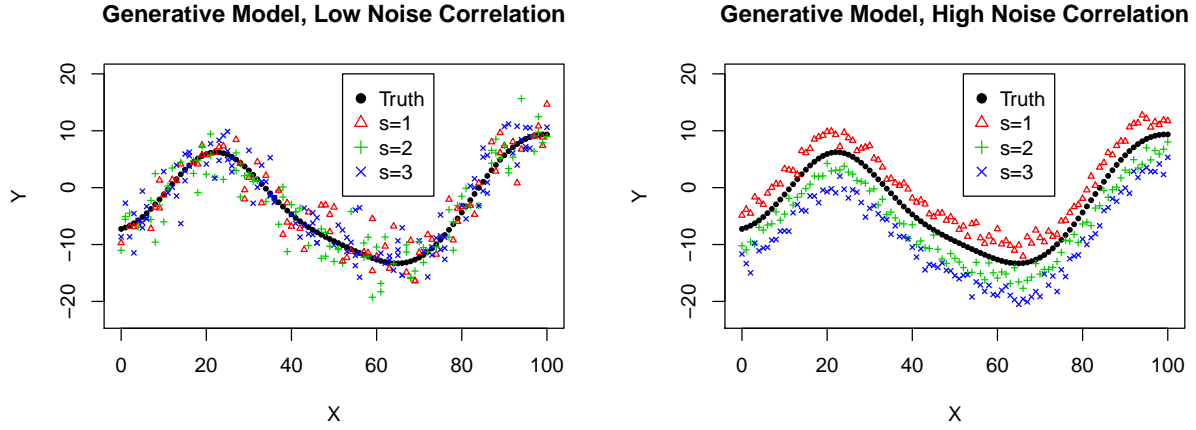 Generative Model, Low Noise Correlation
20
10
0
−10
−20
Y
Truth
s=1
s=2
s=3
0 20 40 60 80 100
X
Generative Model, High Noise Correlation
20
10
0
−10
−20
Y
Truth
s=1
s=2
s=3
0 20 40 60 80 100
X